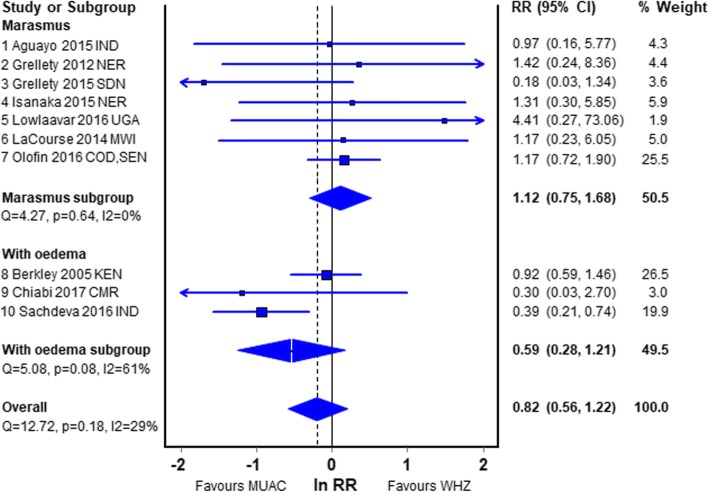 Study or Subgroup RR (95% CI) % Weight
Marasmus
1 Aguayo 2015 IND 0.97 (0.16, 5.77) 4.3
2 Grellety 2012 NER 1.42 (0.24, 8.36) 4.4
3 Grellety 2015 SDN 0.18 (0.03, 1.34) 3.6
4 Isanaka 2015 NER 1.31 (0.30, 5.85) 5.9
5 Lowlaavar 2016 UGA 4.41 (0.27, 73.06) 1.9
6 LaCourse 2014 MWI 1.17 (0.23, 6.05) 5.0
7 Olofin 2016 COD,SEN 1.17 (0.72, 1.90) 25.5
Marasmus subgroup 1.12 (0.75, 1.68) 50.5
Q=4.27, p=0.64, I2=0%
With oedema
8 Berkley 2005 KEN 0.92 (0.59, 1.46) 26.5
9 Chiabi 2017 CMR 0.30 (0.03, 2.70) 3.0
10 Sachdeva 2016 IND 0.39 (0.21, 0.74) 19.9
With oedema subgroup 0.59 (0.28, 1.21) 49.5
Q=5.08, p=0.08, I2=61%
Overall 0.82 (0.56, 1.22) 100.0
Q=12.72, p=0.18, I2=29%
-2 -1 0 1 2
Favours MUAC ln RR Favours WHZ